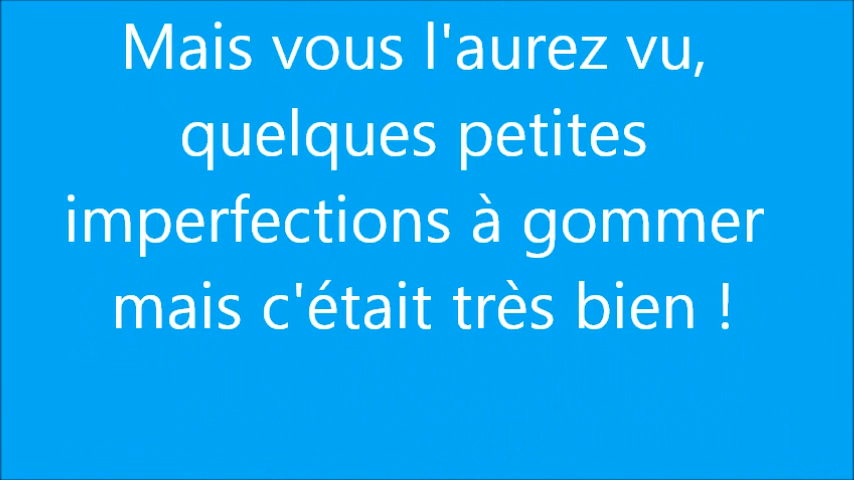 Mais vous l'aurez vu,
quelques petites
imperfections à gommer
mais c'était très bien !